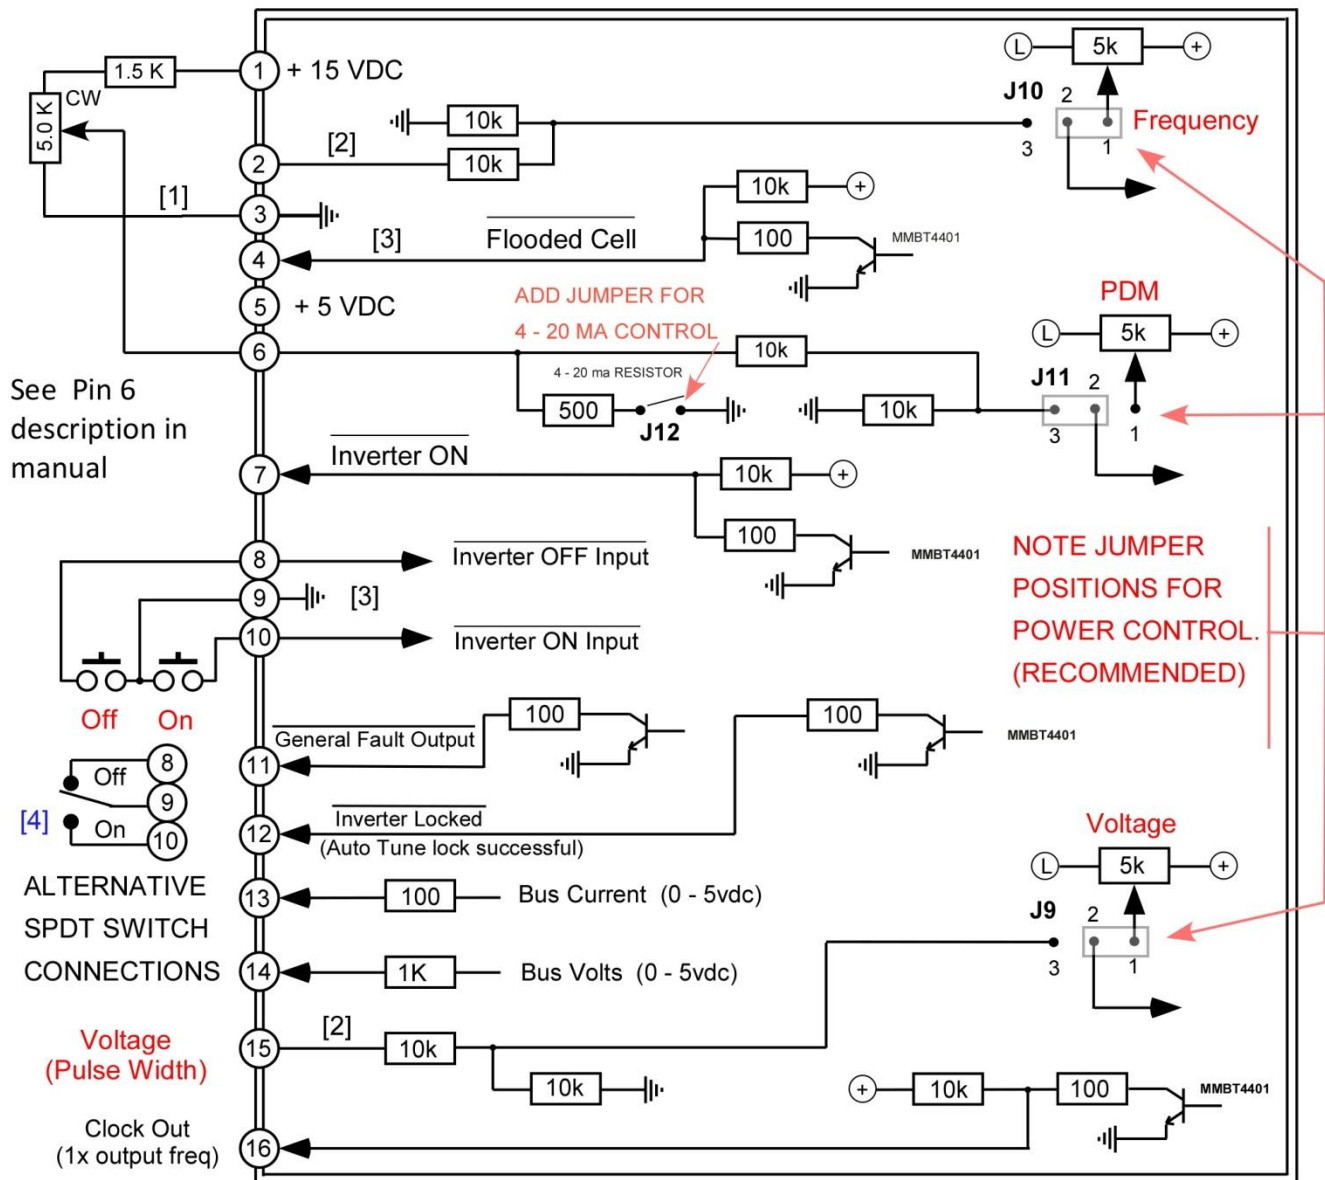 1
+ 15 VDC
1.5 K
CW
5.0 K
L
5k
+
J10
2
3
1
Frequency
10k
2
[2]
10k
[1]
3
10k
+
Flooded Cell
[3]
100
MMBT4401
4
5
+ 5 VDC
ADD JUMPER FOR
4 - 20 MA CONTROL
PDM
L
5k
+
6
10k
4 - 20 ma RESISTOR
500
J12
10k
J11
2
3
1
See Pin 6
description in
manual
Inverter ON
7
10k
+
100
MMBT4401
8
Inverter OFF Input
9
[3]
10
Inverter ON Input
NOTE JUMPER
POSITIONS FOR
POWER CONTROL.
(RECOMMENDED)
Off
On
General Fault Output
100
11
100
MMBT4401
8
Off
9
[4]
On
10
Inverter Locked
12
(Auto Tune lock successful)
Voltage
L
5k
+
ALTERNATIVE
SPDT SWITCH
CONNECTIONS
13
100
Bus Current (0 - 5vdc)
J9
2
3
1
14
1K
Bus Volts (0 - 5vdc)
Voltage
(Pulse Width)
15
[2]
10k
10k
+
10k
100
MMBT4401
Clock Out
(1x output freq)
16